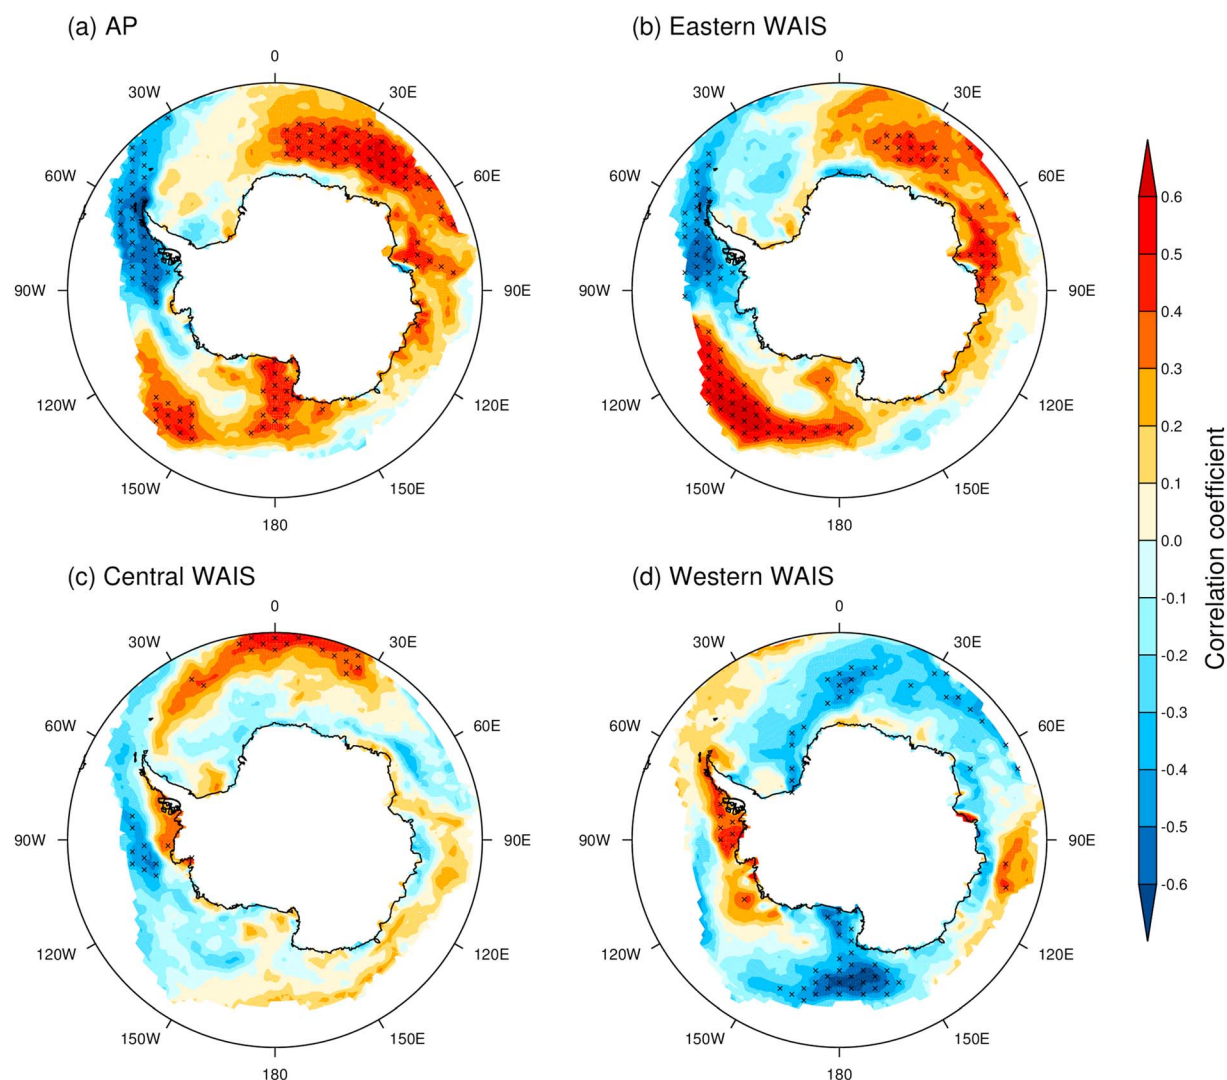 (a) AP
0
30E
60E
90E
120E
150E
180
150W
120W
90W
60W
30W
(b) Eastern WAIS
0
30E
60E
90E
120E
150E
180
150W
120W
90W
60W
30W
(c) Central WAIS
0
30E
60E
90E
120E
150E
180
150W
120W
90W
60W
30W
(d) Western WAIS
0
30E
60E
90E
120E
150E
180
150W
120W
90W
60W
30W
0.6
0.5
0.4
0.3
0.2
0.1
0.0
-0.1
-0.2
-0.3
-0.4
-0.5
-0.6
Correlation coefficient